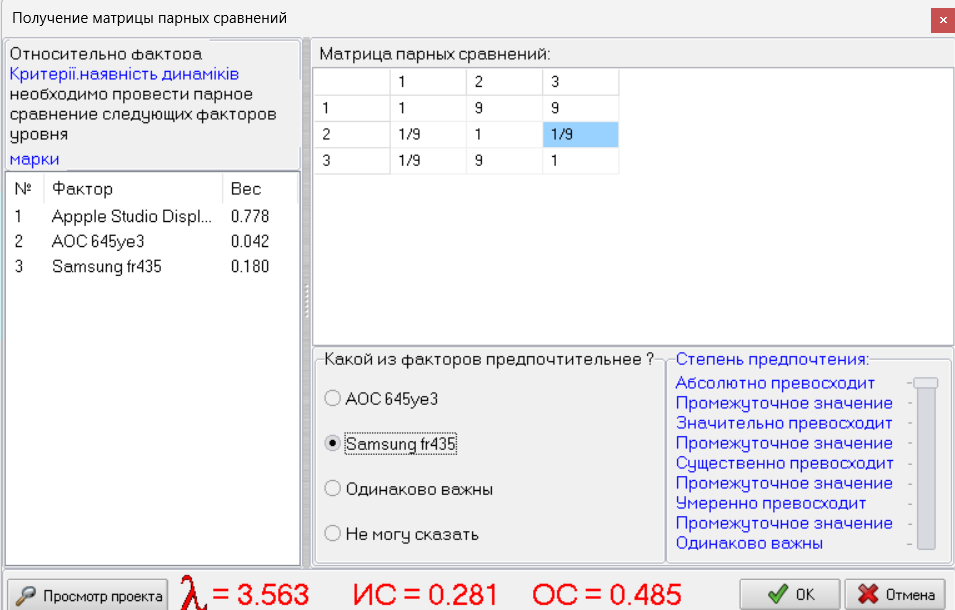 Получение матрицы парных сравнений
Относительно фактора
Критерії.наявність динаміків
необходимо провести парное
сравнение следующих факторов
уровня
марки
№ Фактор Вес
1 Appple Studio Displ... 0.778
2 AOC 645ye3 0.042
3 Samsung fr435 0.180
Матрица парных сравнений:
1 2 3
1 1 9 9
2 1/9 1 1/9
3 1/9 9 1
Какой из факторов предпочтительнее ?
AOC 645ye3
Samsung fr435
Одинаково важны
Не могу сказать
Степень предпочтения:
Абсолютно превосходит
Промежуточное значение
Значительно превосходит
Промежуточное значение
Существенно превосходит
Промежуточное значение
Умеренно превосходит
Промежуточное значение
Одинаково важны
Просмотр проекта
λ = 3.563 ИС = 0.281 ОС = 0.485
OK
Отмена